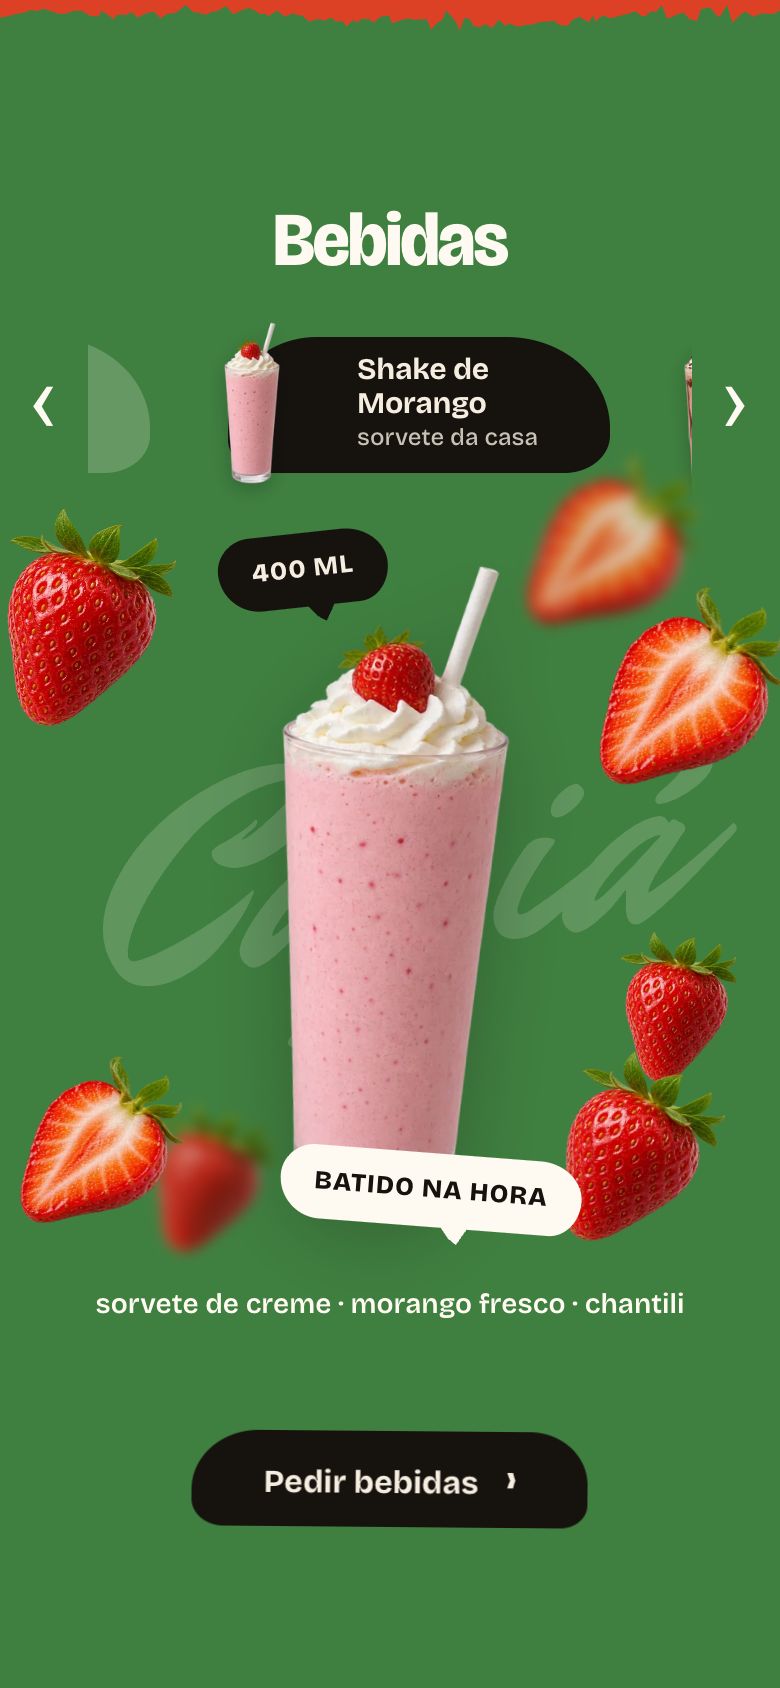 Bebidas
Shake de
Morango
sorvete da casa
400 ML
BATIDO NA HORA
sorvete de creme · morango fresco · chantili
Pedir bebidas